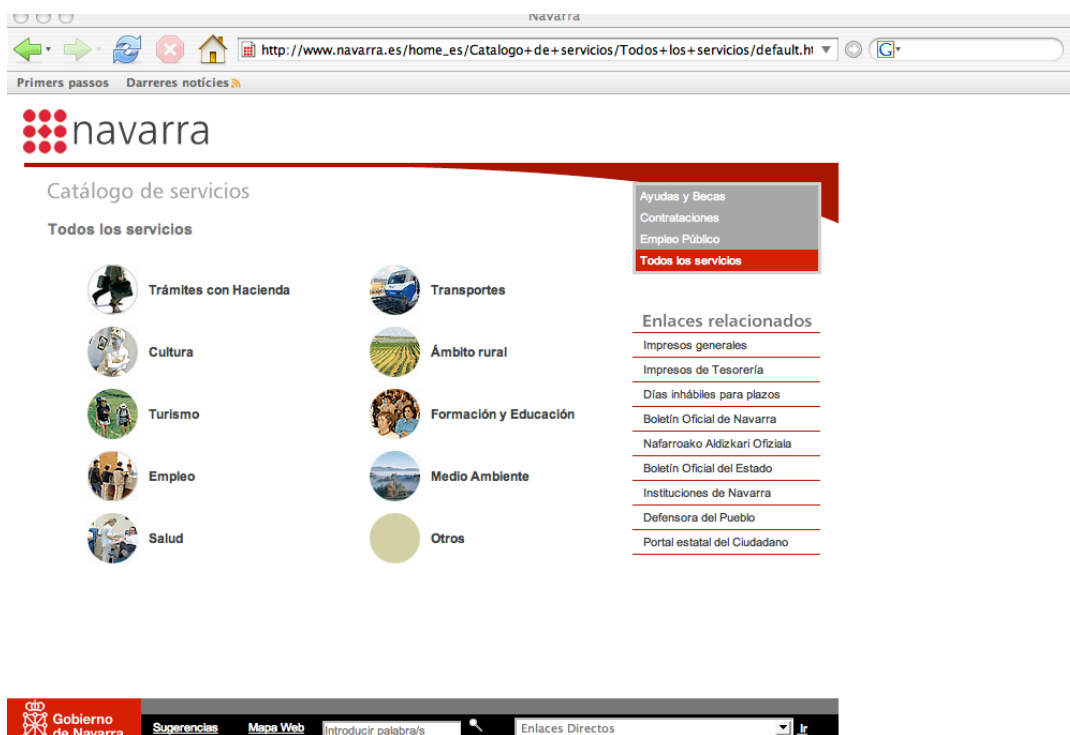 Navarra
http://www.navarra.es/home_es/Catalogo+de+servicios/Todos+los+servicios/default.ht
G
Primers passos Darreres notícies
navarra
Catálogo de servicios
Todos los servicios
Trámites con Hacienda
Transportes
Cultura
Ámbito rural
Turismo
Formación y Educación
Empleo
Medio Ambiente
Salud
Otros
Ayudas y Becas
Contrataciones
Empleo Público
Todos los servicios
Enlaces relacionados
Impresos generales
Impresos de Tesorería
Días inhábiles para plazos
Boletín Oficial de Navarra
Nafarroako Aldizkari Ofiziala
Boletín Oficial del Estado
Instituciones de Navarra
Defensora del Pueblo
Portal estatal del Ciudadano
Gobierno
de Navarra
Sugerencias Mapa Web Introducir palabra/s Enlaces Directos Ir